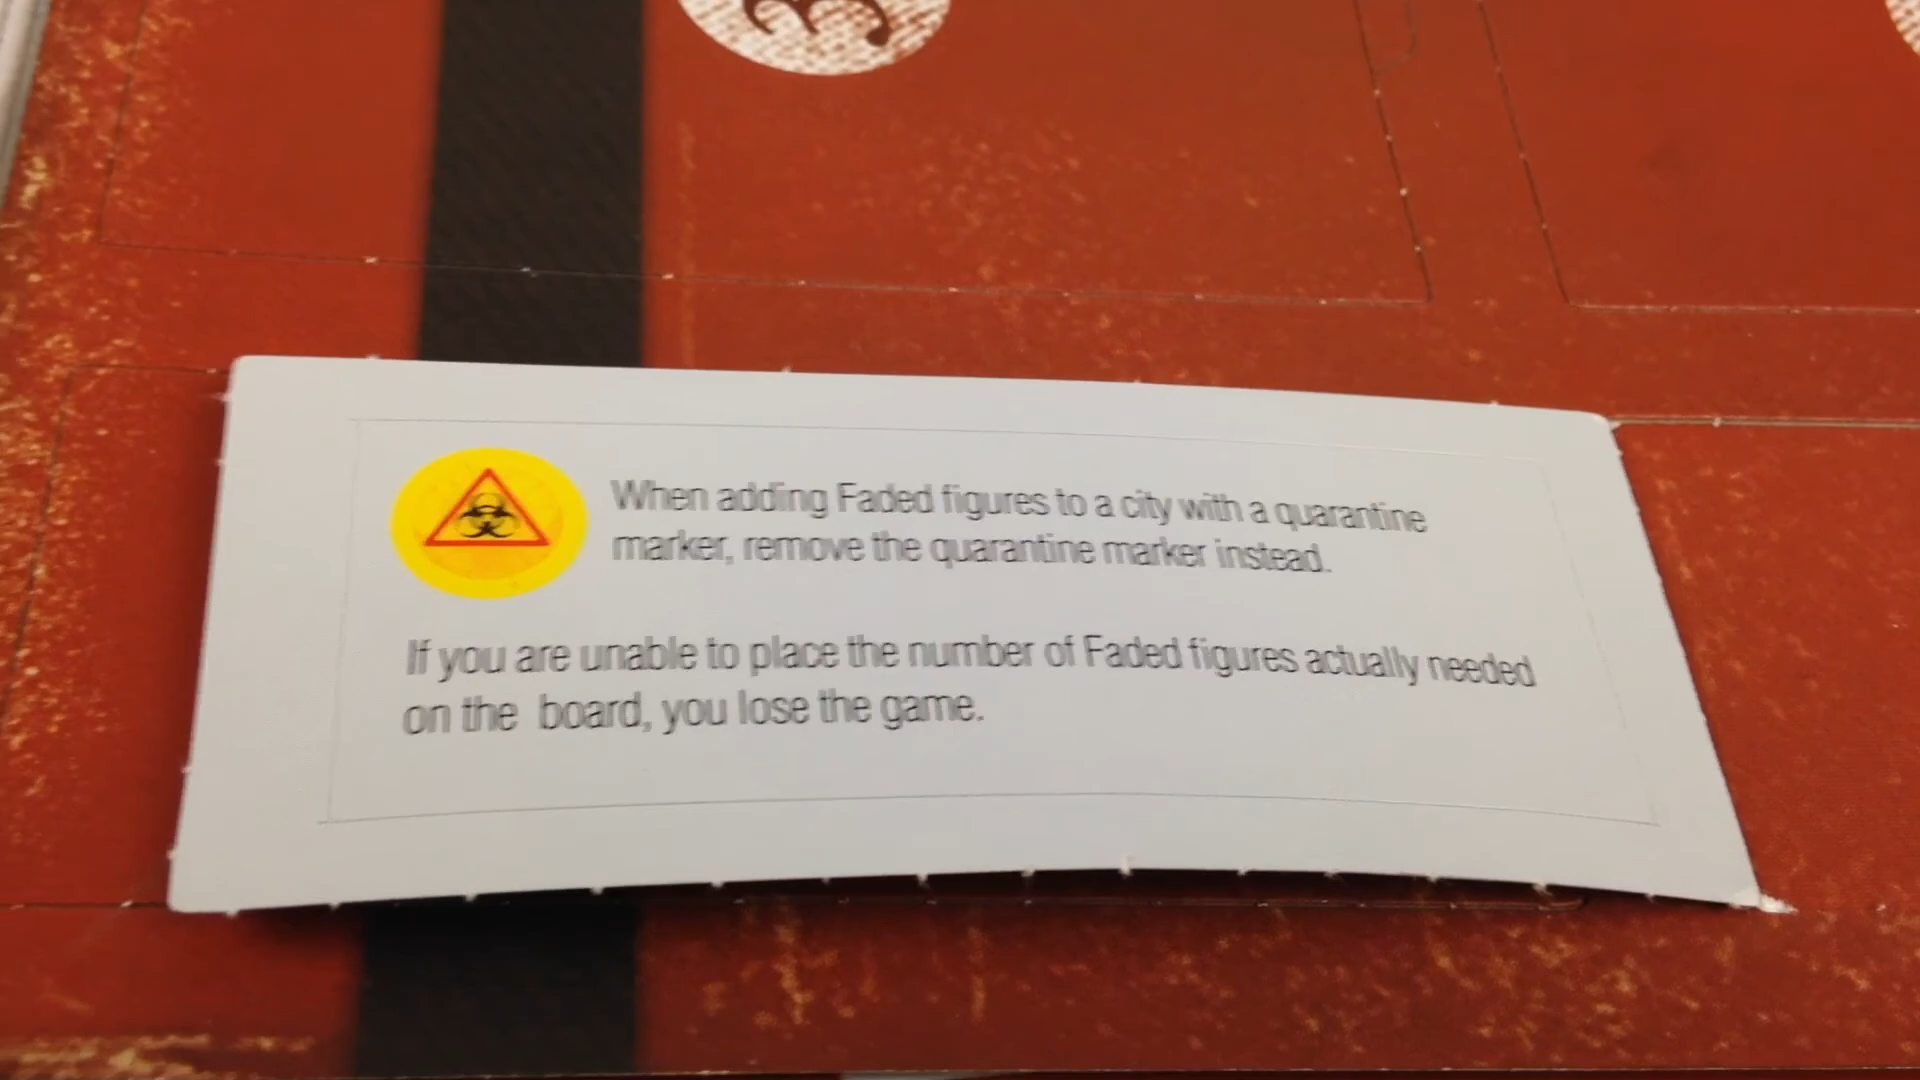 When adding Faded figures to a city with a quarantine
marker, remove the quarantine marker instead.
If you are unable to place the number of Faded figures actually needed
on the board, you lose the game.